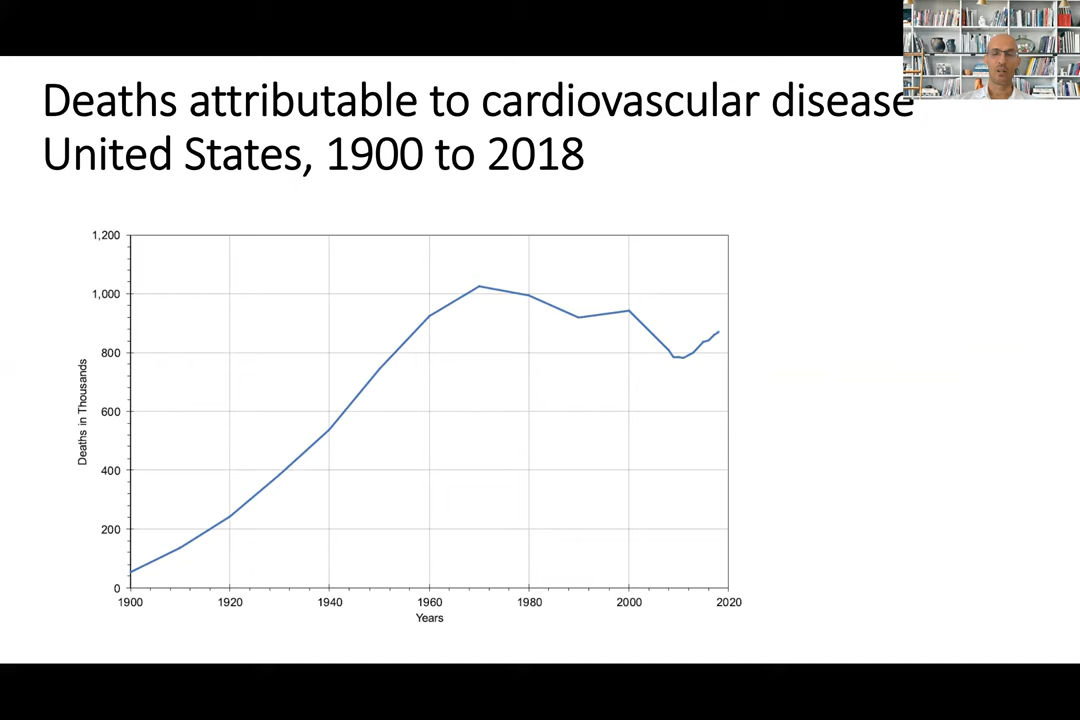 Deaths attributable to cardiovascular disease
United States, 1900 to 2018
1,200
1,000
800
600
400
200
0
Deaths in Thousands
1900 1920 1940 1960 1980 2000 2020
Years